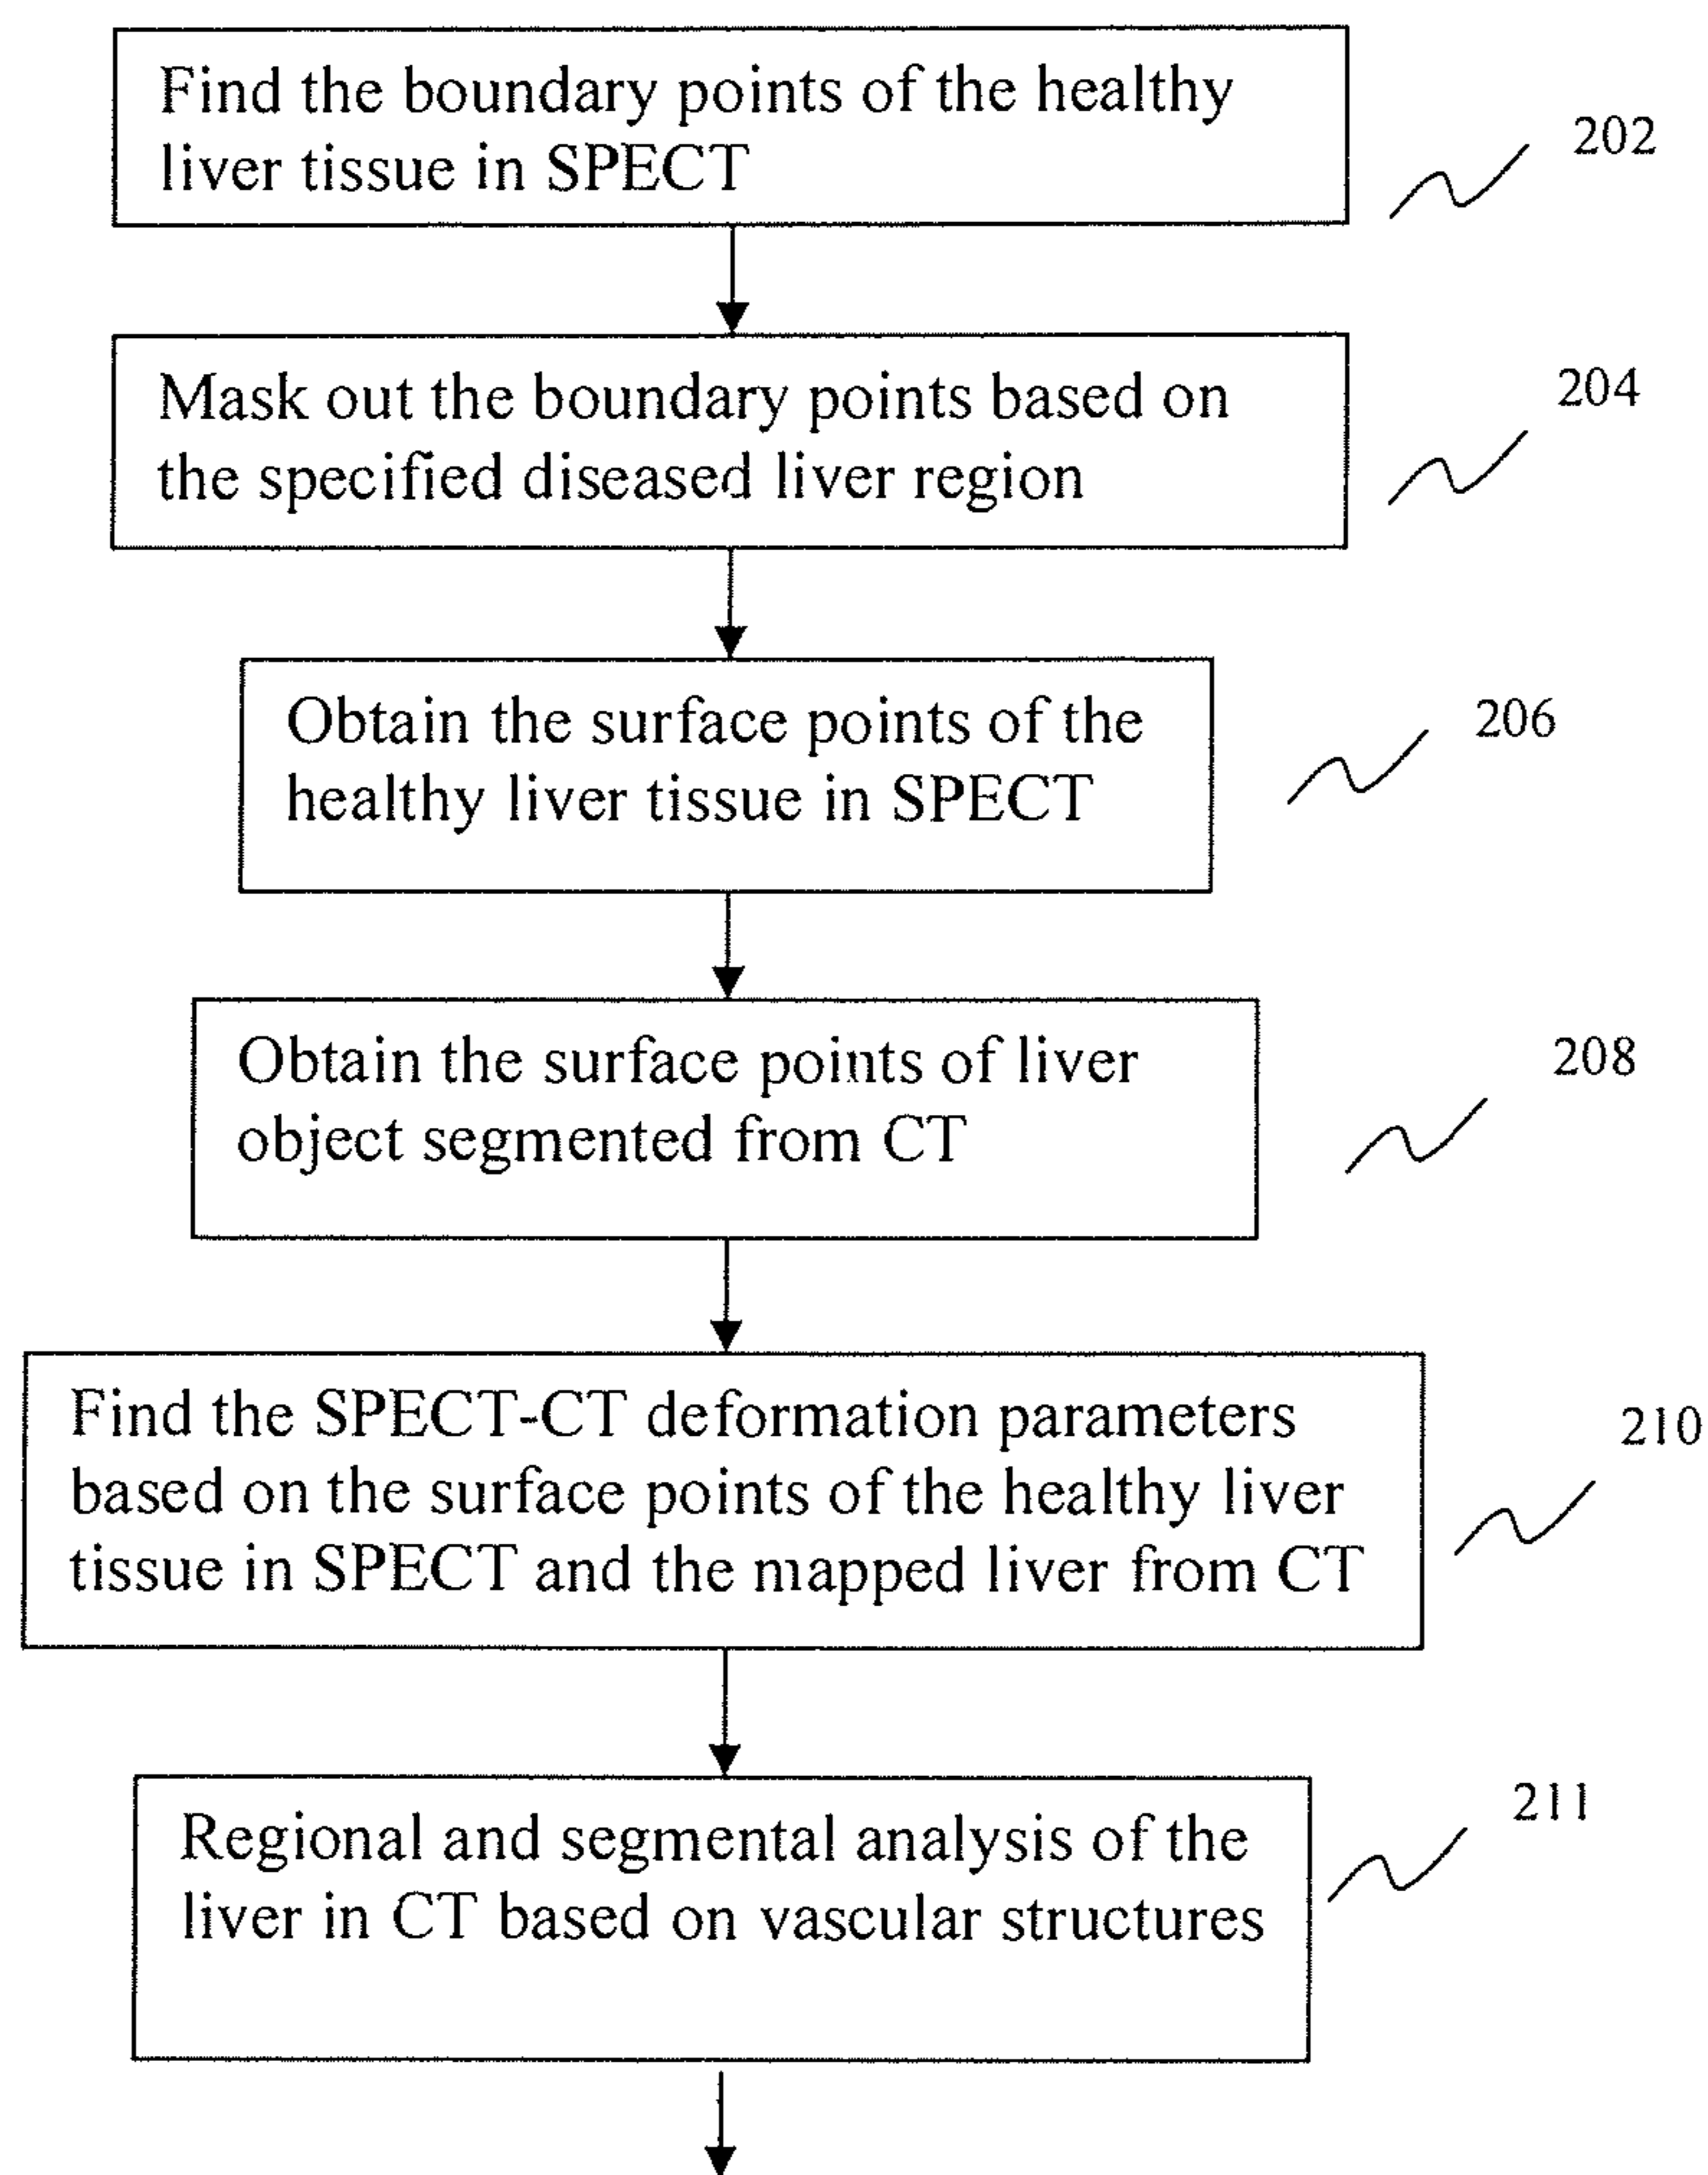 Find the boundary points of the healthy
liver tissue in SPECT
202
Mask out the boundary points based on
the specified diseased liver region
204
Obtain the surface points of the
healthy liver tissue in SPECT
206
Obtain the surface points of liver
object segmented from CT
208
Find the SPECT-CT deformation parameters
based on the surface points of the healthy liver
tissue in SPECT and the mapped liver from CT
210
Regional and segmental analysis of the
liver in CT based on vascular structures
211